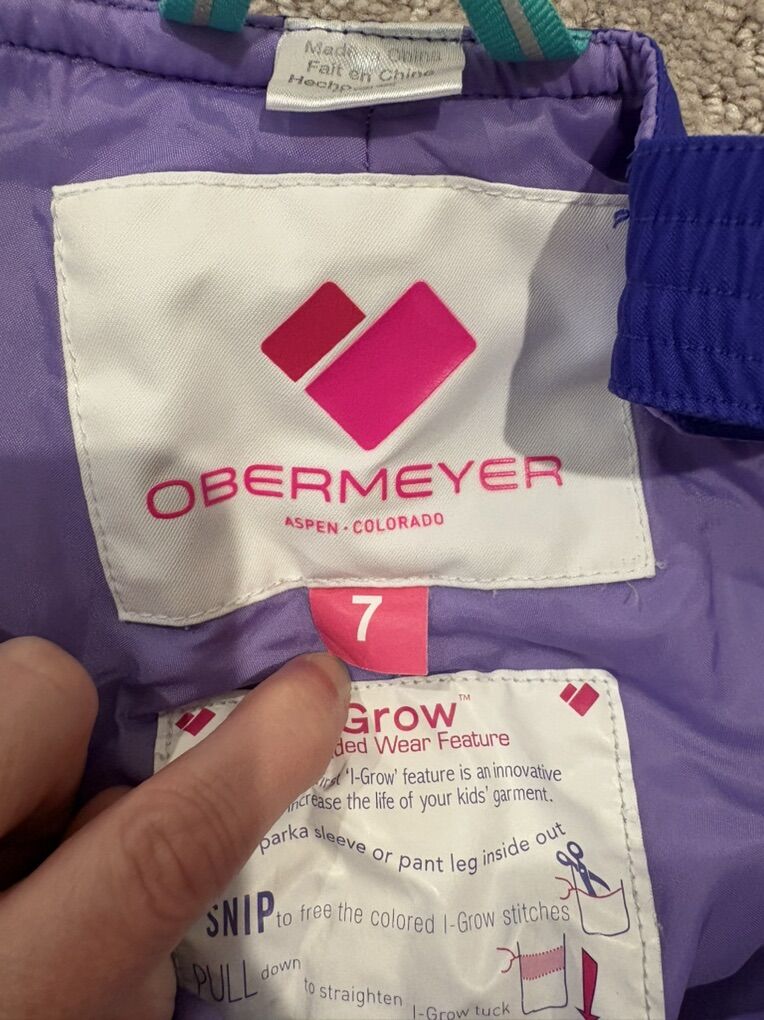 Made in China
Fait en Chine
Hecho
OBERMEYER
ASPEN · COLORADO
7
Grow™
Wear Feature
'I-Grow' feature is an innovative
increase the life of your kids' garment.
parka sleeve or pant leg inside out
SNIP to free the colored I-Grow stitches
PULL down to straighten I-Grow tuck